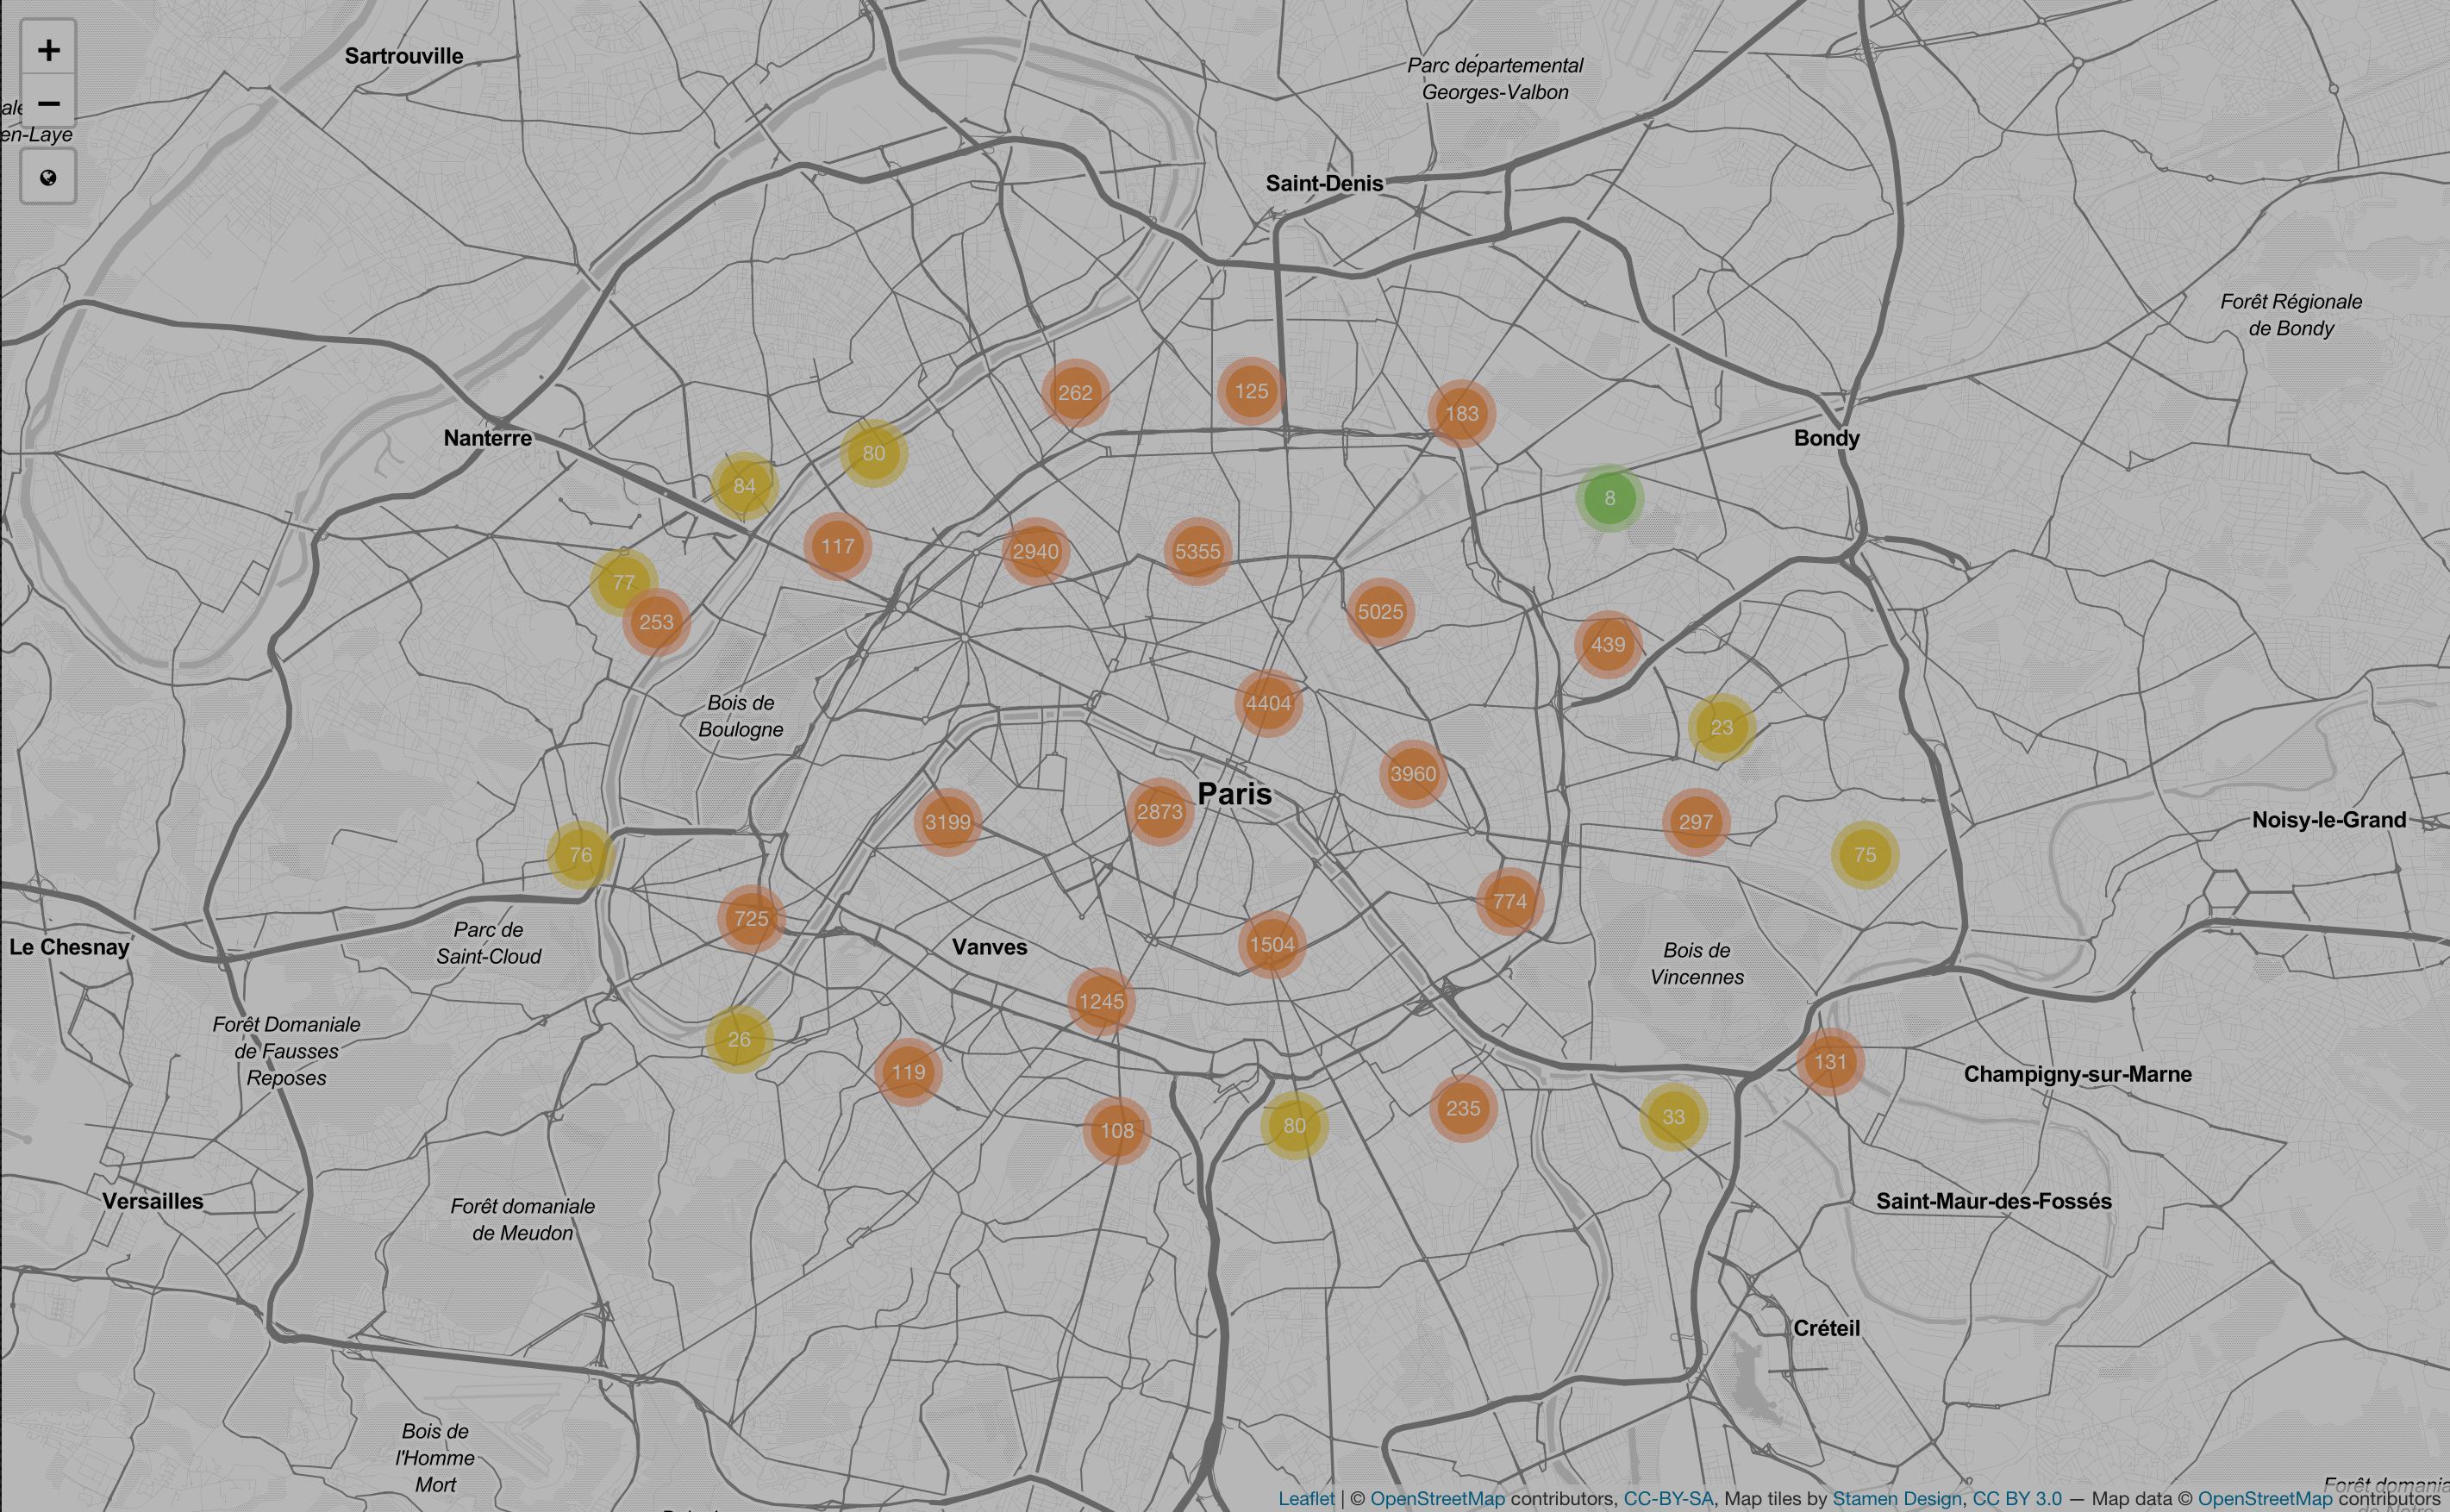 +
Sartrouville
Parc départemental
Georges-Valbon
−
ale
en-Laye
Saint-Denis
Forêt Régionale
de Bondy
262
125
183
Nanterre
Bondy
80
84
8
117
2940
5355
77
253
5025
439
4404
Bois de
Boulogne
23
3960
Paris
2873
3199
297
Noisy-le-Grand
76
75
774
725
Parc de
Saint-Cloud
Le Chesnay
Vanves
1504
Bois de
Vincennes
1245
Forêt Domaniale
de Fausses
Reposes
26
119
131
Champigny-sur-Marne
235
33
80
108
Versailles
Forêt domaniale
de Meudon
Saint-Maur-des-Fossés
Créteil
Bois de
l'Homme
Mort
Forêt domania
Leaflet | © OpenStreetMap contributors, CC-BY-SA, Map tiles by Stamen Design, CC BY 3.0 — Map data © OpenStreetMap contributors